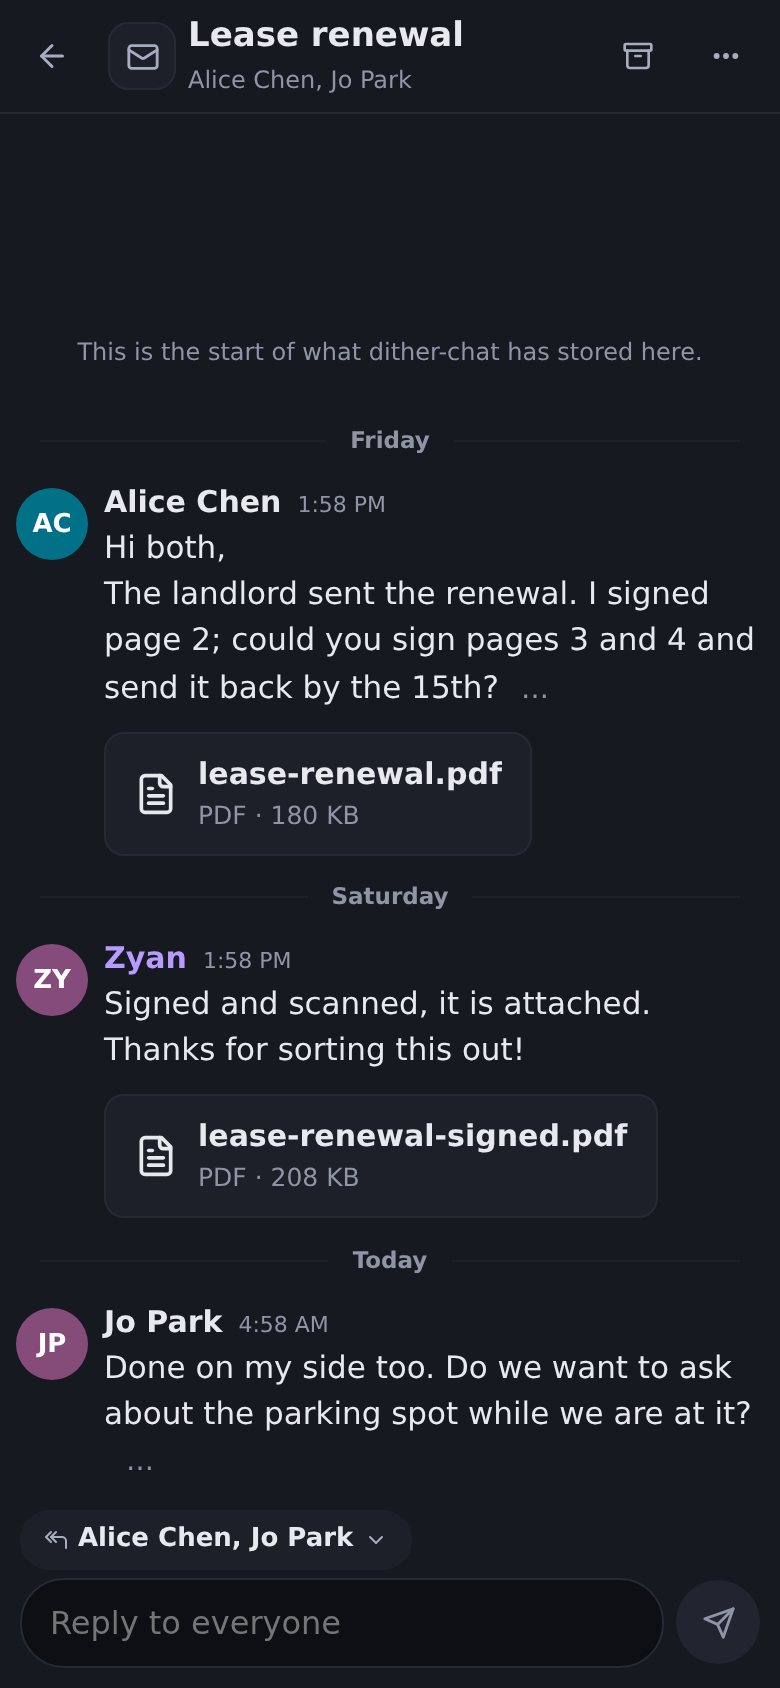 Lease renewal
Alice Chen, Jo Park
This is the start of what dither-chat has stored here.
Friday
AC
Alice Chen 1:58 PM
Hi both,
The landlord sent the renewal. I signed
page 2; could you sign pages 3 and 4 and
send it back by the 15th? ...
lease-renewal.pdf
PDF · 180 KB
Saturday
ZY
Zyan 1:58 PM
Signed and scanned, it is attached.
Thanks for sorting this out!
lease-renewal-signed.pdf
PDF · 208 KB
Today
JP
Jo Park 4:58 AM
Done on my side too. Do we want to ask
about the parking spot while we are at it?
...
Alice Chen, Jo Park
Reply to everyone